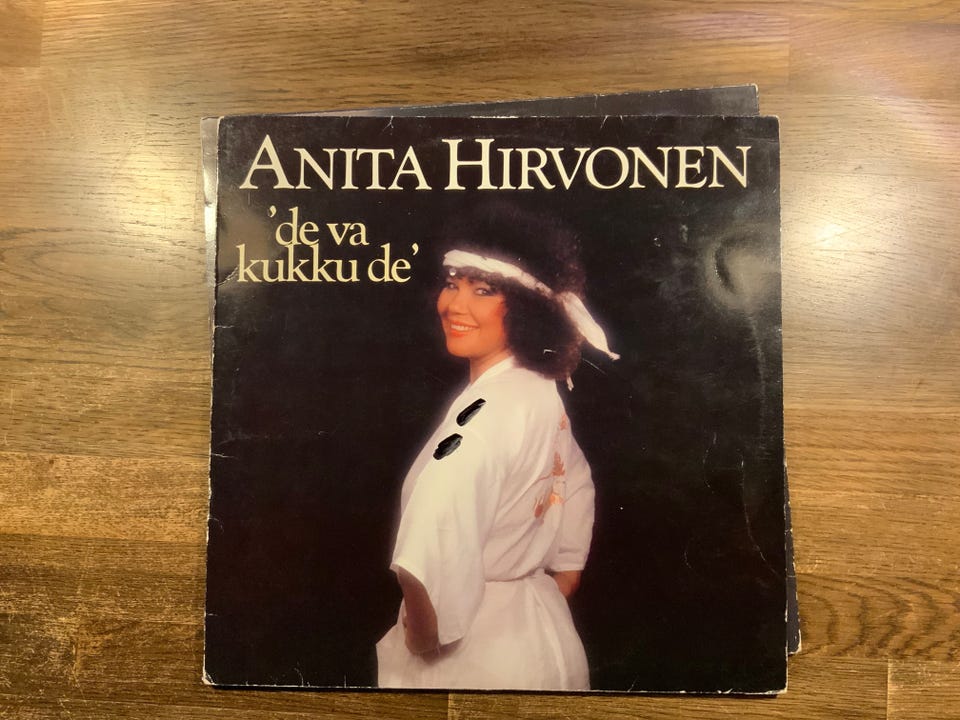 ANITA HIRVONEN
'de va
kukku de'